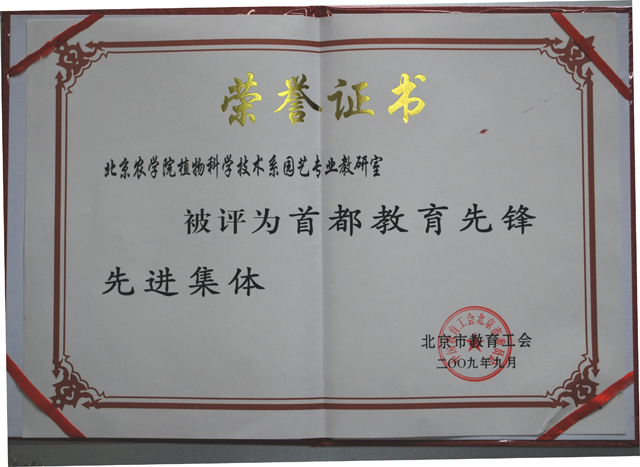 荣誉证书
北京农学院植物科学技术系园艺专业教研室
被评为首都教育先锋
先进集体
北京市教育工会
二〇〇九年九月